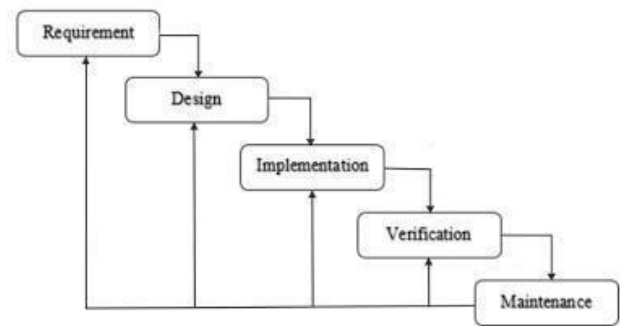 Requirement
Design
Implementation
Verification
Maintenance